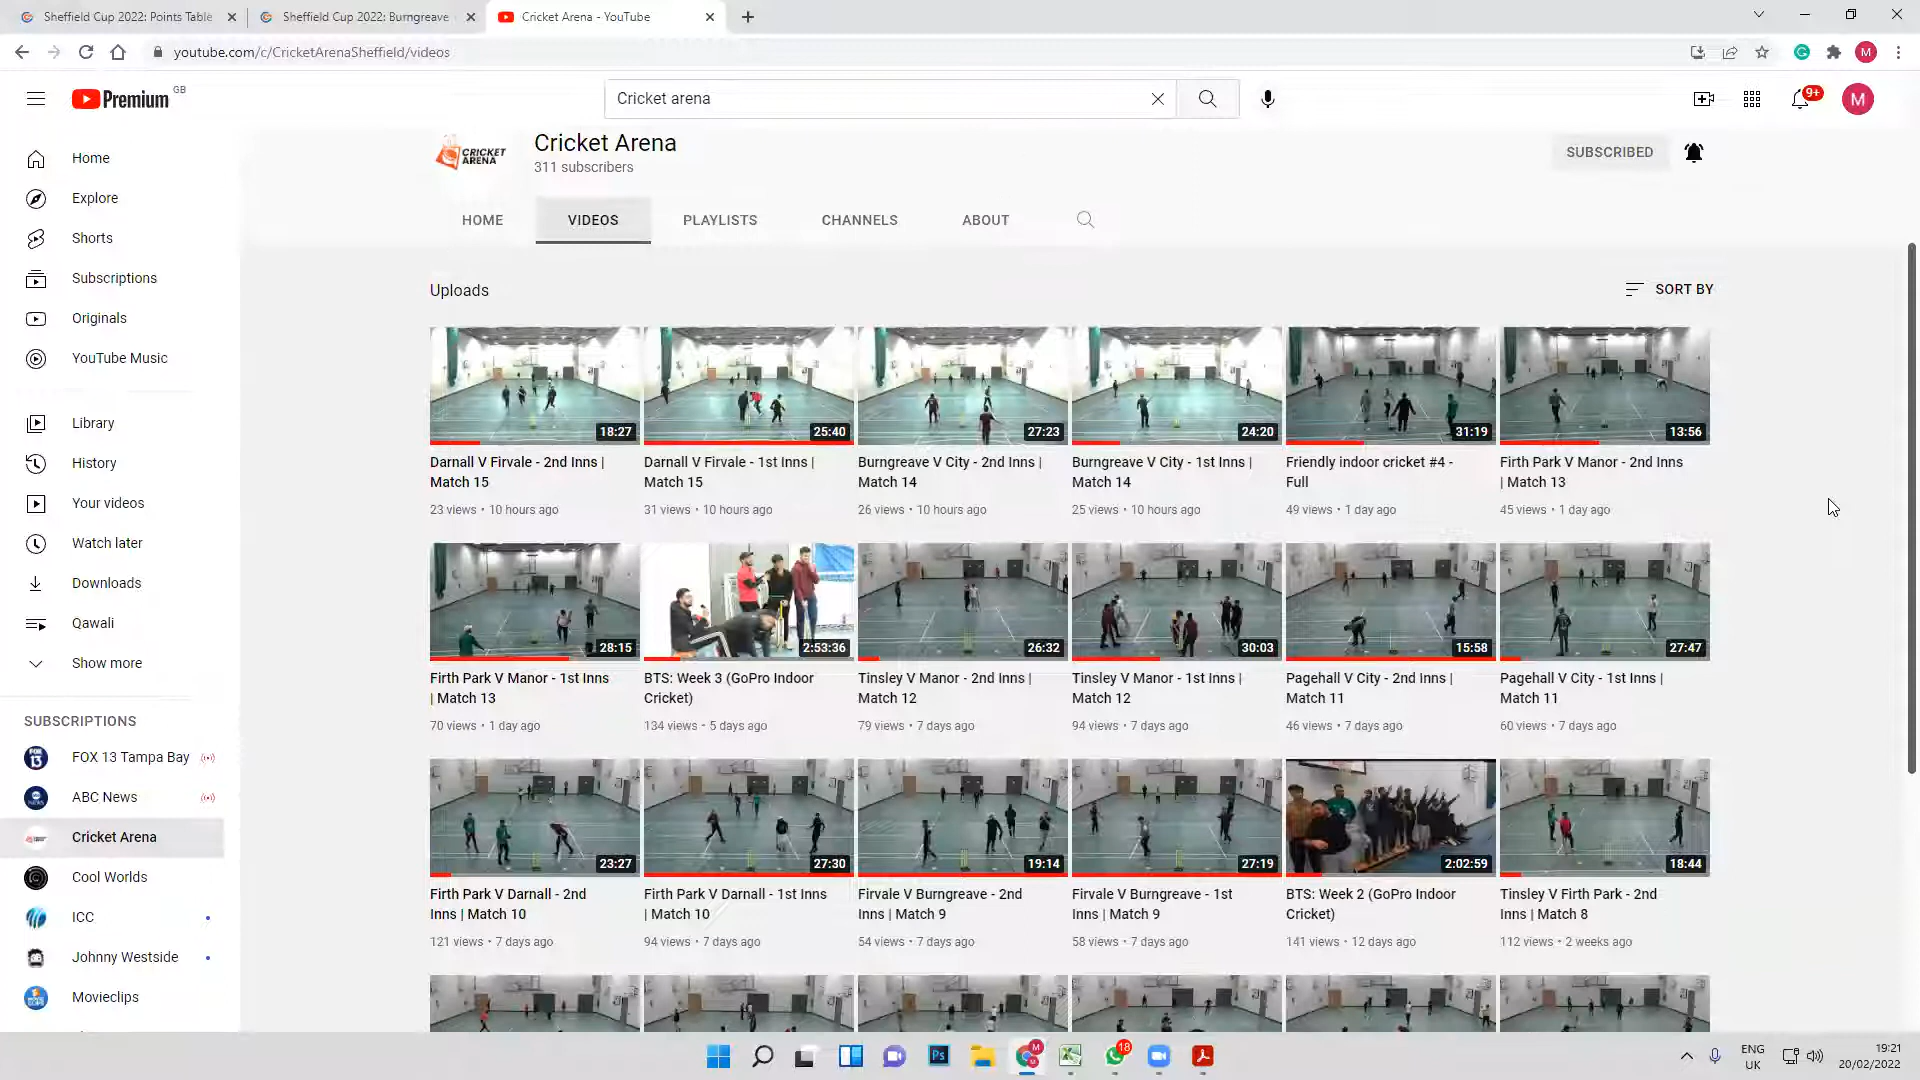 Sheffield Cup 2022: Points Table
Sheffield Cup 2022: Burngreave
Cricket Arena - YouTube
youtube.com/c/CricketArenaSheffield/videos
M
Premium GB
Cricket arena
9+
M
Home
Explore
Shorts
Subscriptions
Originals
YouTube Music
Library
History
Your videos
Watch later
Downloads
Qawali
Show more
SUBSCRIPTIONS
FOX 13 Tampa Bay
ABC News
Cricket Arena
Cool Worlds
ICC
Johnny Westside
Movieclips
CRICKET
ARENA
Cricket Arena
311 subscribers
SUBSCRIBED
HOME VIDEOS PLAYLISTS CHANNELS ABOUT
Uploads
SORT BY
18:27 25:40 27:23 24:20 31:19 13:56
Darnall V Firvale - 2nd Inns |
Match 15
23 views • 10 hours ago
Darnall V Firvale - 1st Inns |
Match 15
31 views • 10 hours ago
Burngreave V City - 2nd Inns |
Match 14
26 views • 10 hours ago
Burngreave V City - 1st Inns |
Match 14
25 views • 10 hours ago
Friendly indoor cricket #4 -
Full
49 views • 1 day ago
Firth Park V Manor - 2nd Inns
| Match 13
45 views • 1 day ago
28:15 2:53:36 26:32 30:03 15:58 27:47
Firth Park V Manor - 1st Inns
| Match 13
70 views • 1 day ago
BTS: Week 3 (GoPro Indoor
Cricket)
134 views • 5 days ago
Tinsley V Manor - 2nd Inns |
Match 12
79 views • 7 days ago
Tinsley V Manor - 1st Inns |
Match 12
94 views • 7 days ago
Pagehall V City - 2nd Inns |
Match 11
46 views • 7 days ago
Pagehall V City - 1st Inns |
Match 11
60 views • 7 days ago
23:27 27:30 19:14 27:19 2:02:59 18:44
Firth Park V Darnall - 2nd
Inns | Match 10
121 views • 7 days ago
Firth Park V Darnall - 1st Inns
| Match 10
94 views • 7 days ago
Firvale V Burngreave - 2nd
Inns | Match 9
54 views • 7 days ago
Firvale V Burngreave - 1st
Inns | Match 9
58 views • 7 days ago
BTS: Week 2 (GoPro Indoor
Cricket)
141 views • 12 days ago
Tinsley V Firth Park - 2nd
Inns | Match 8
112 views • 2 weeks ago
Ps
M
18
ENG
UK
19:21
20/02/2022